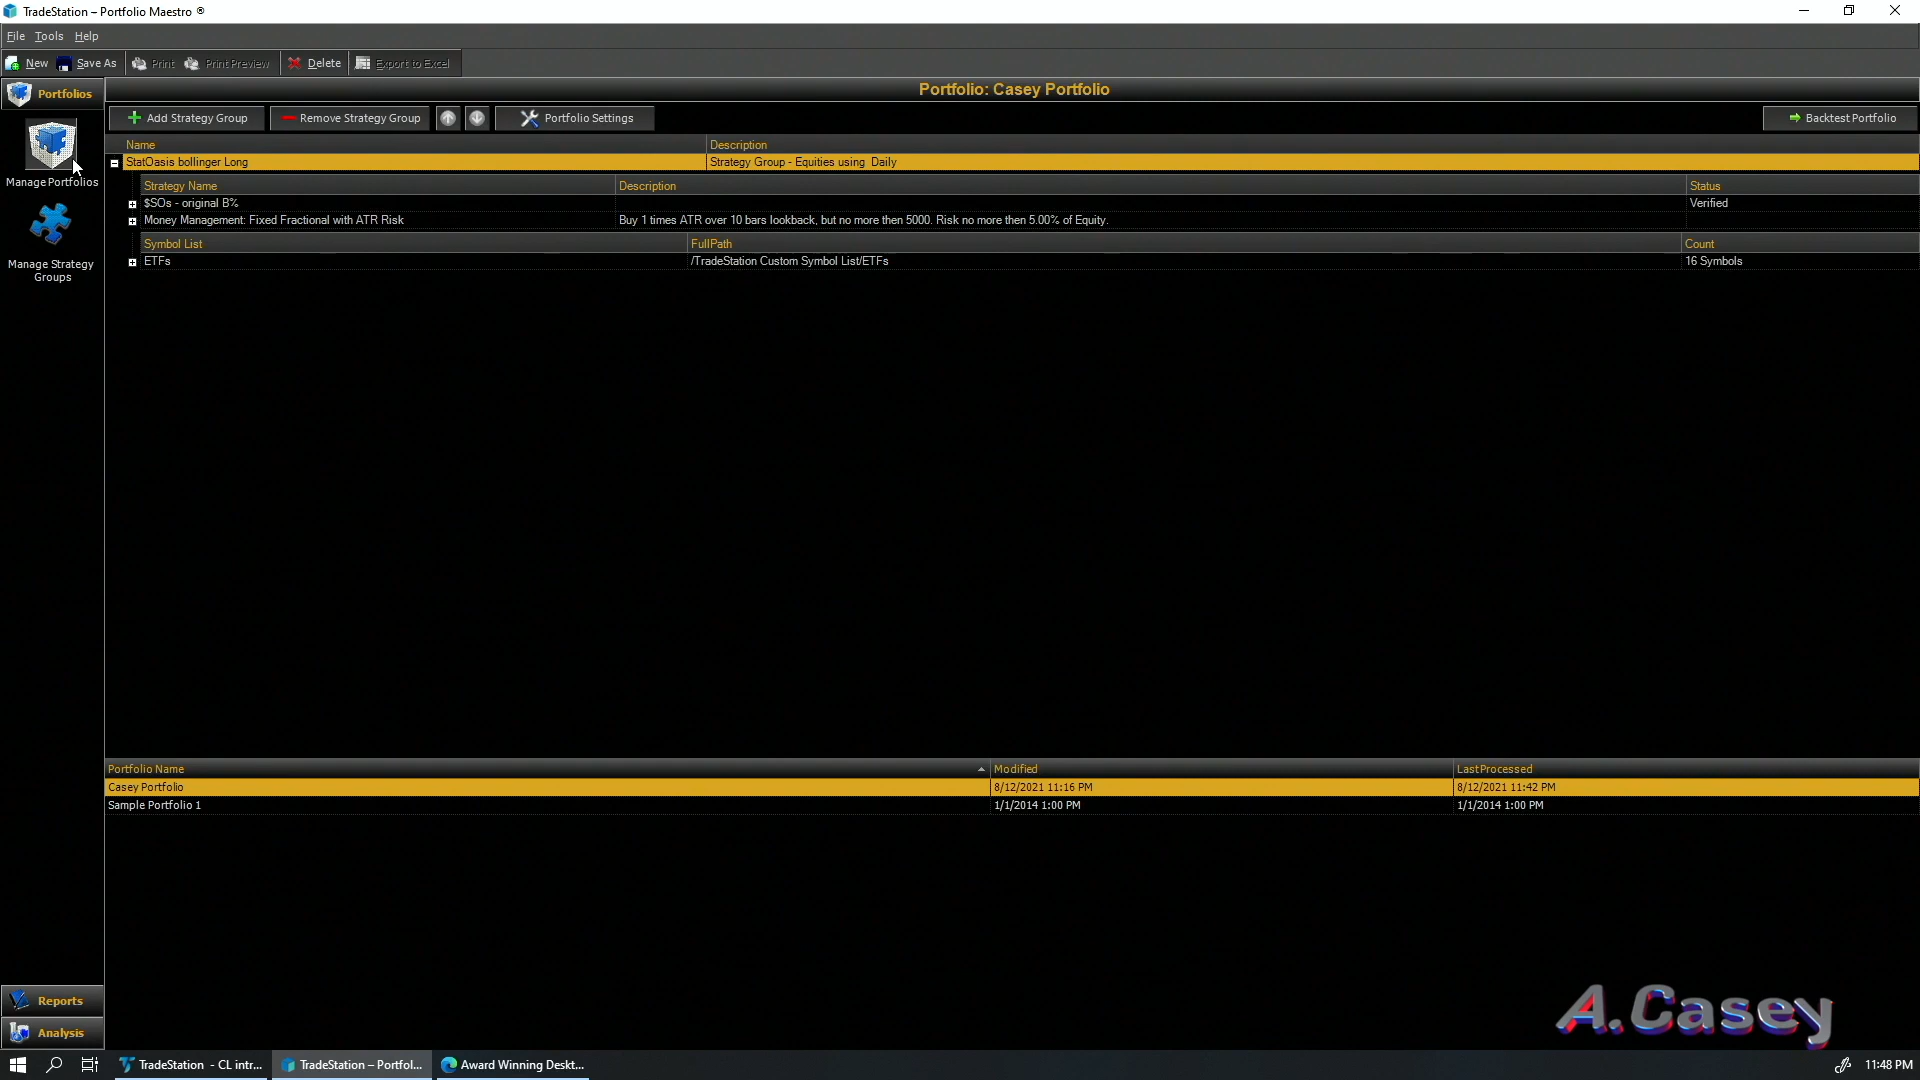 TradeStation – Portfolio Maestro ®
File Tools Help
New Save As Print Print Preview Delete Export to Excel
Portfolios
Portfolio: Casey Portfolio
Add Strategy Group Remove Strategy Group Portfolio Settings Backtest Portfolio
Name Description
StatOasis bollinger Long Strategy Group - Equities using Daily
Manage Portfolios
Strategy Name Description Status
$SOs - original B% Verified
Money Management: Fixed Fractional with ATR Risk Buy 1 times ATR over 10 bars lookback, but no more then 5000. Risk no more then 5.00% of Equity.
Symbol List FullPath Count
ETFs /TradeStation Custom Symbol List/ETFs 16 Symbols
Manage Strategy
Groups
Portfolio Name Modified LastProcessed
Casey Portfolio 8/12/2021 11:16 PM 8/12/2021 11:42 PM
Sample Portfolio 1 1/1/2014 1:00 PM 1/1/2014 1:00 PM
Reports
Analysis
A.Casey
TradeStation - CL intr... TradeStation – Portfol... Award Winning Deskt... 11:48 PM